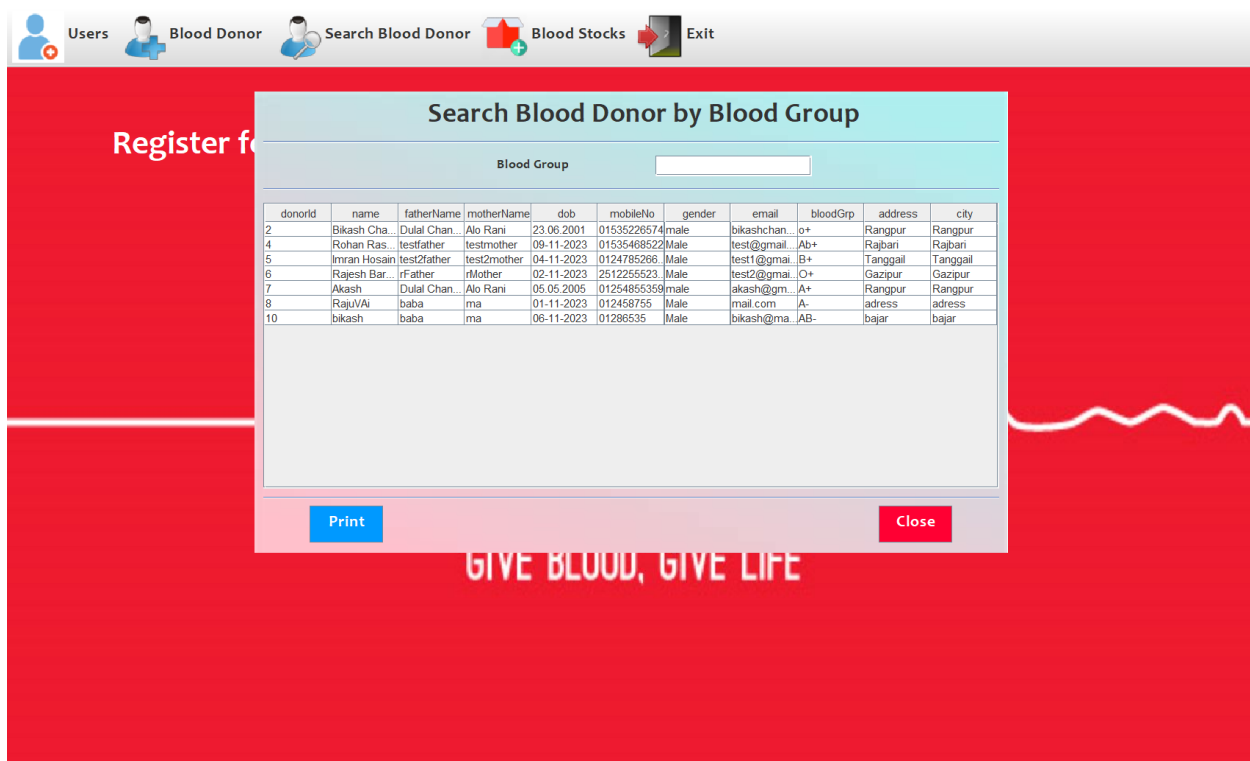 Users Blood Donor Search Blood Donor Blood Stocks Exit
Search Blood Donor by Blood Group
Register fo
Blood Group
donorId name fatherName motherName dob mobileNo gender email bloodGrp address city
2 Bikash Cha... Dulal Chan... Alo Rani 23.06.2001 01535226574 male bikashchan... o+ Rangpur Rangpur
4 Rohan Ras... testfather testmother 09-11-2023 01535468522 Male test@gmail... Ab+ Rajbari Rajbari
5 Imran Hosain test2father test2mother 04-11-2023 0124785266... Male test1@gmai... B+ Tanggail Tanggail
6 Rajesh Bar... rFather rMother 02-11-2023 2512255523... Male test2@gmai... O+ Gazipur Gazipur
7 Akash Dulal Chan... Alo Rani 05.05.2005 01254855359 male akash@gm... A+ Rangpur Rangpur
8 RajuVAi baba ma 01-11-2023 012458755 Male mail.com A- adress adress
10 bikash baba ma 06-11-2023 01286535 Male bikash@ma... AB- bajar bajar
Print Close
GIVE BLOOD, GIVE LIFE